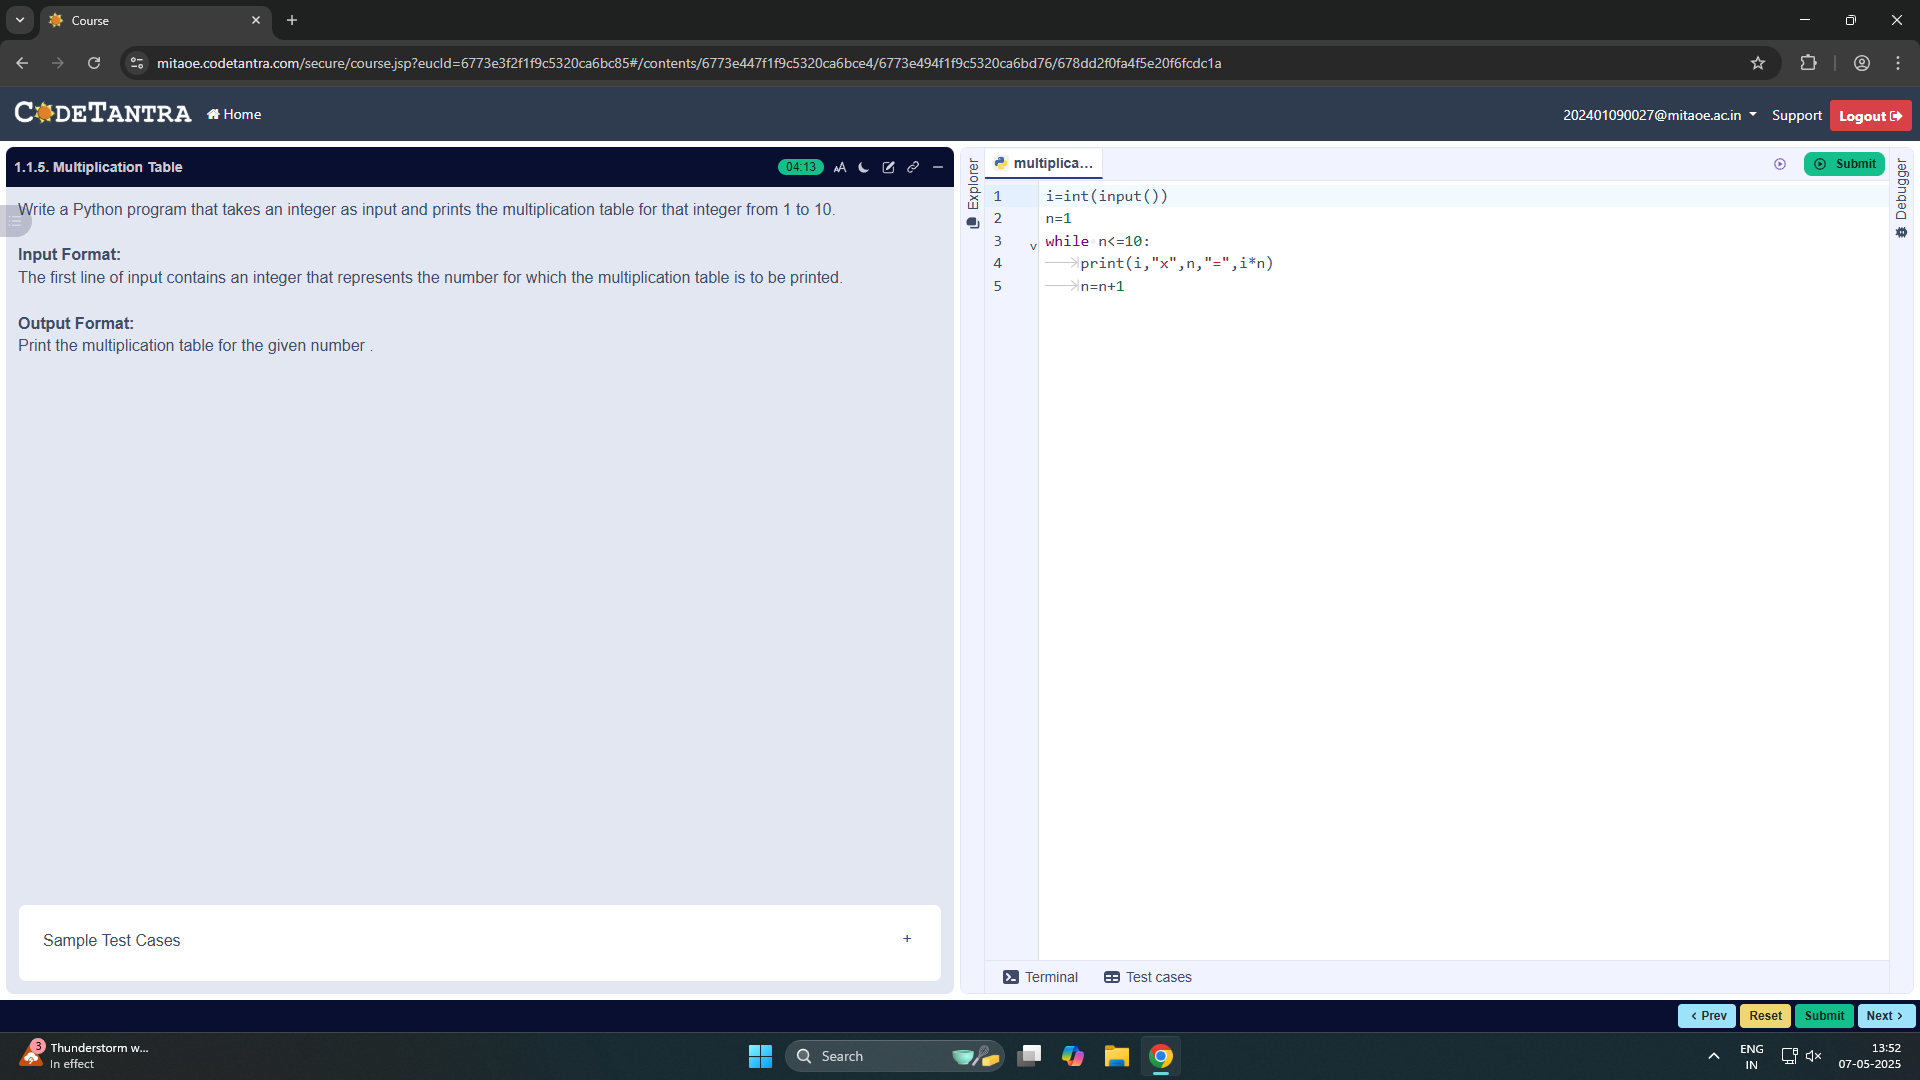 Course
mitaoe.codetantra.com/secure/course.jsp?eucId=6773e3f2f1f9c5320ca6bc85#/contents/6773e447f1f9c5320ca6bce4/6773e494f1f9c5320ca6bd76/678dd2f0fa4f5e20f6fcdc1a
CODETANTRA Home
202401090027@mitaoe.ac.in Support Logout
1.1.5. Multiplication Table 04:13 AA
Write a Python program that takes an integer as input and prints the multiplication table for that integer from 1 to 10.
Input Format:
The first line of input contains an integer that represents the number for which the multiplication table is to be printed.
Output Format:
Print the multiplication table for the given number .
Sample Test Cases +
Explorer
multiplica...
Submit
Debugger
1 i=int(input())
2 n=1
3 while n<=10:
4 print(i,"x",n,"=",i*n)
5 n=n+1
Terminal Test cases
< Prev Reset Submit Next >
3
Thunderstorm w...
In effect
Search
ENG
IN
13:52
07-05-2025